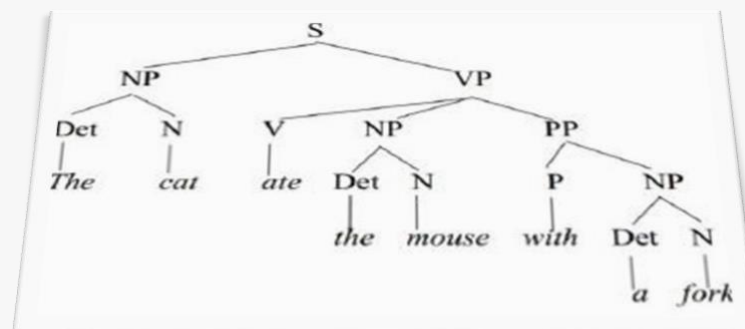 S
NP VP
Det N V NP PP
The cat ate Det N P NP
the mouse with Det N
a fork